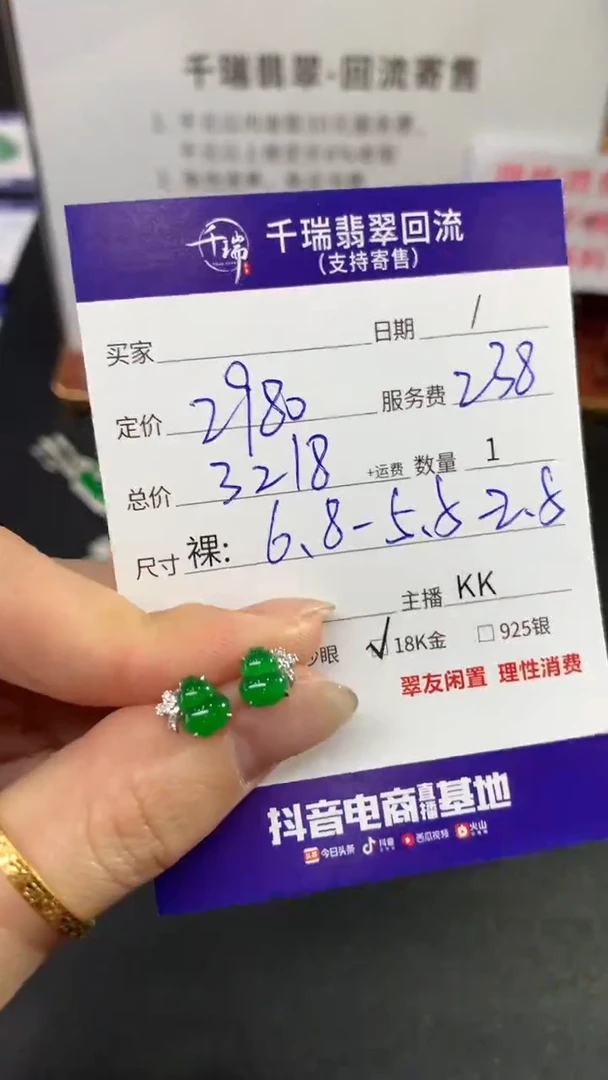 千瑞翡翠-回流寄售
千瑞
千瑞翡翠回流
(支持寄售)
买家 日期 /
定价 2980 服务费 238
总价 3218 +运费 数量 1
尺寸 裸: 6.8-5.8-2.8
主播 KK
眼 ✓18K金 □925银
翠友闲置 理性消费
抖音电商直播基地
头条 今日头条 抖音 西瓜视频 火山